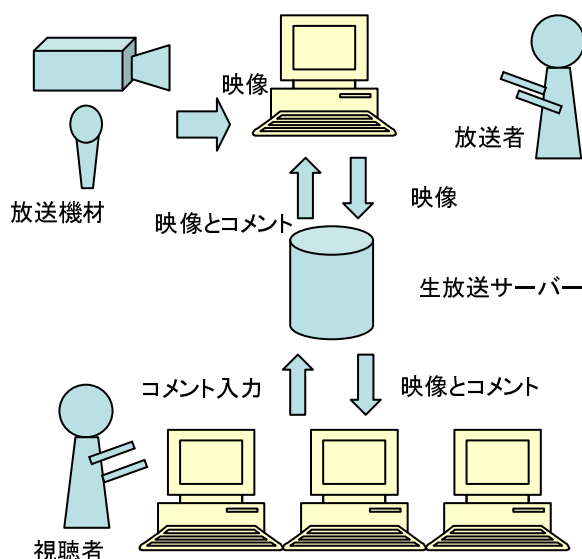 映像
放送者
放送機材
映像とコメント
映像
生放送サーバー
コメント入力
映像とコメント
視聴者